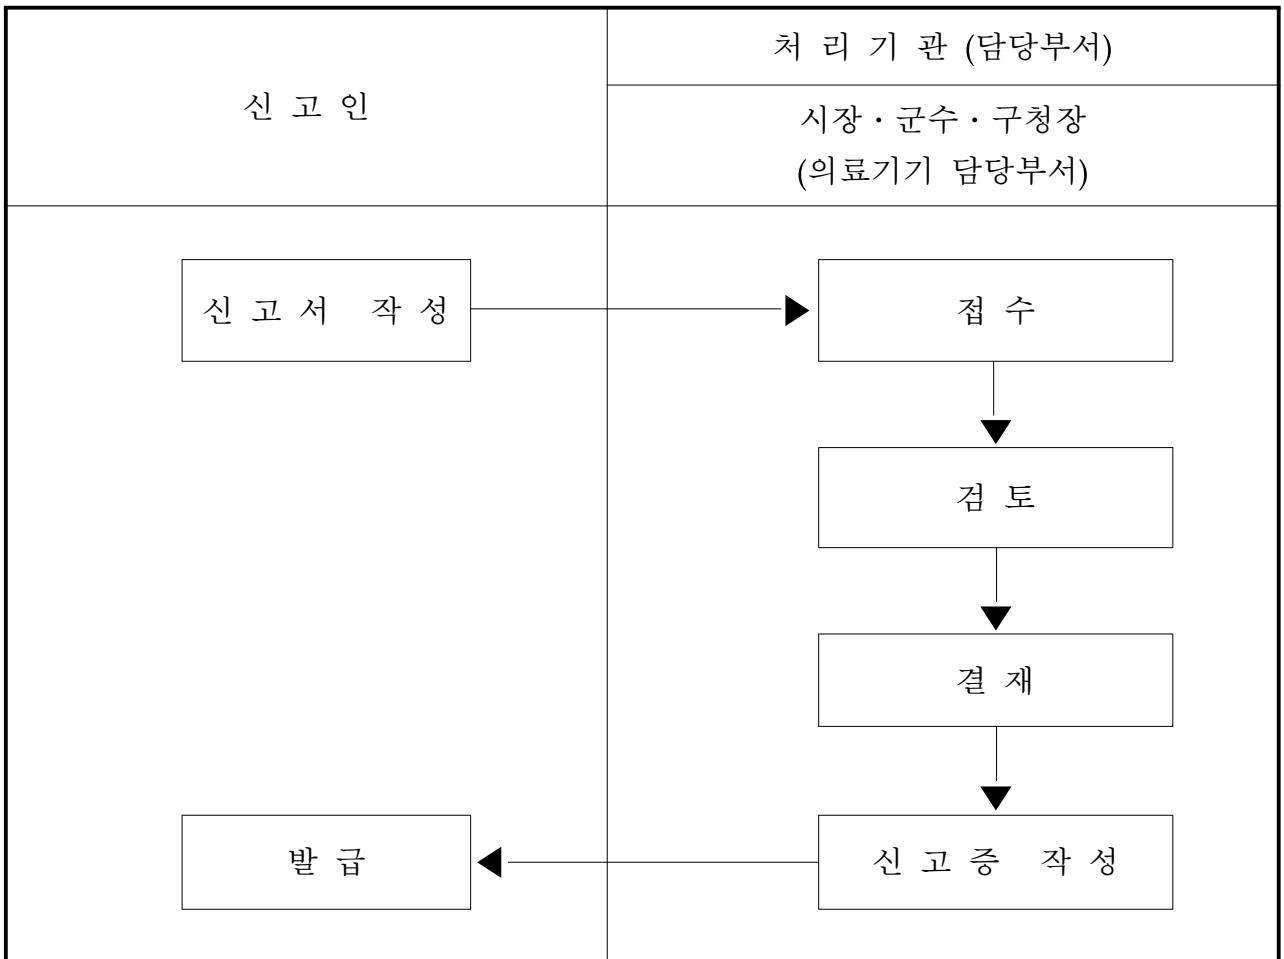 신 고 인
처 리 기 관 (담당부서)
시장·군수·구청장
(의료기기 담당부서)
신 고 서 작 성
접 수
검 토
결 재
발 급
신 고 증 작 성